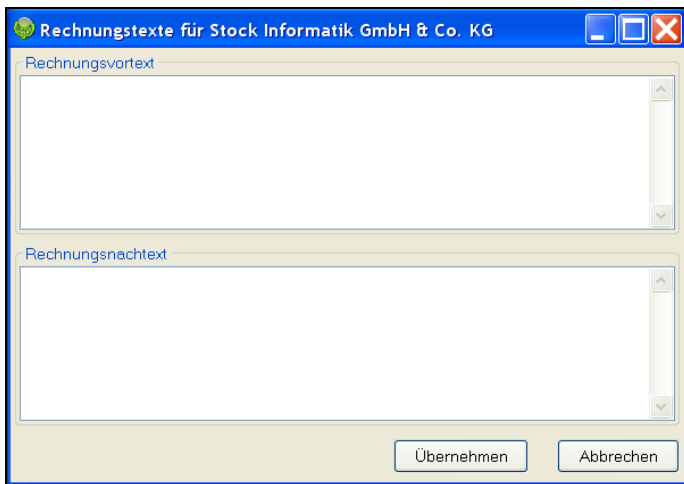 Rechnungstexte für Stock Informatik GmbH & Co. KG
Rechnungsvortext
Rechnungsnachtext
Übernehmen Abbrechen